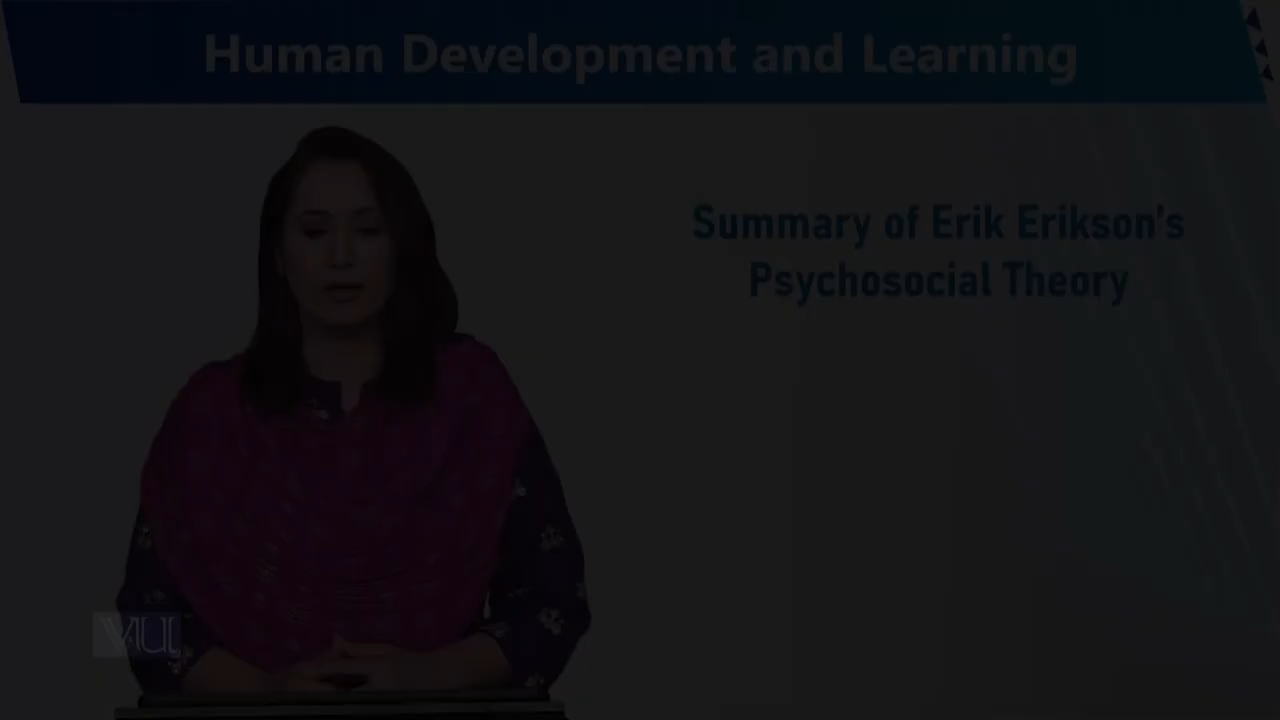 Human Development and Learning
Summary of Erik Erikson's
Psychosocial Theory